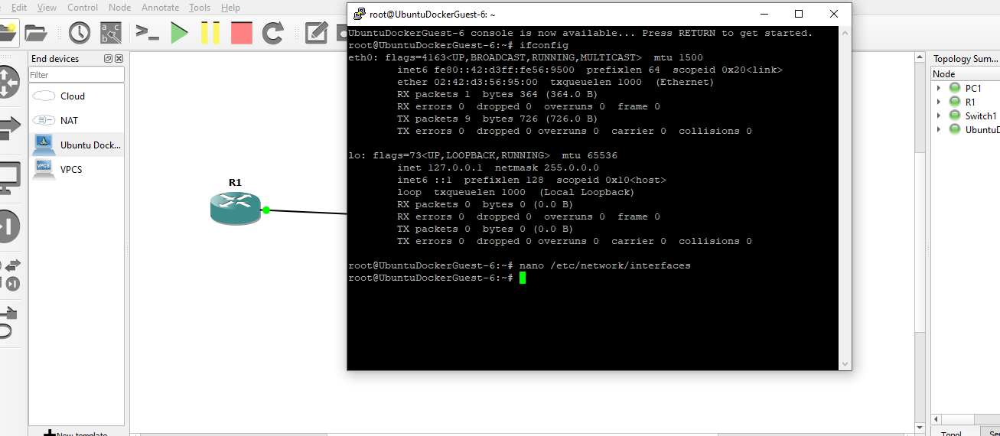 Edit View Control Node Annotate Tools Help
root@UbuntuDockerGuest-6: ~
End devices
Filter
Cloud
NAT
Ubuntu Dock...
VPCS
New template
R1
UbuntuDockerGuest-6 console is now available... Press RETURN to get started.
root@UbuntuDockerGuest-6:~# ifconfig
eth0: flags=4163<UP,BROADCAST,RUNNING,MULTICAST>  mtu 1500
        inet6 fe80::42:d3ff:fe56:9500  prefixlen 64  scopeid 0x20<link>
        ether 02:42:d3:56:95:00  txqueuelen 1000  (Ethernet)
        RX packets 1  bytes 364 (364.0 B)
        RX errors 0  dropped 0  overruns 0  frame 0
        TX packets 9  bytes 726 (726.0 B)
        TX errors 0  dropped 0 overruns 0  carrier 0  collisions 0
lo: flags=73<UP,LOOPBACK,RUNNING>  mtu 65536
        inet 127.0.0.1  netmask 255.0.0.0
        inet6 ::1  prefixlen 128  scopeid 0x10<host>
        loop  txqueuelen 1000  (Local Loopback)
        RX packets 0  bytes 0 (0.0 B)
        RX errors 0  dropped 0  overruns 0  frame 0
        TX packets 0  bytes 0 (0.0 B)
        TX errors 0  dropped 0 overruns 0  carrier 0  collisions 0
root@UbuntuDockerGuest-6:~# nano /etc/network/interfaces
root@UbuntuDockerGuest-6:~#
Topology Sum...
Node
PC1
R1
Switch1
UbuntuD
Topol
Se